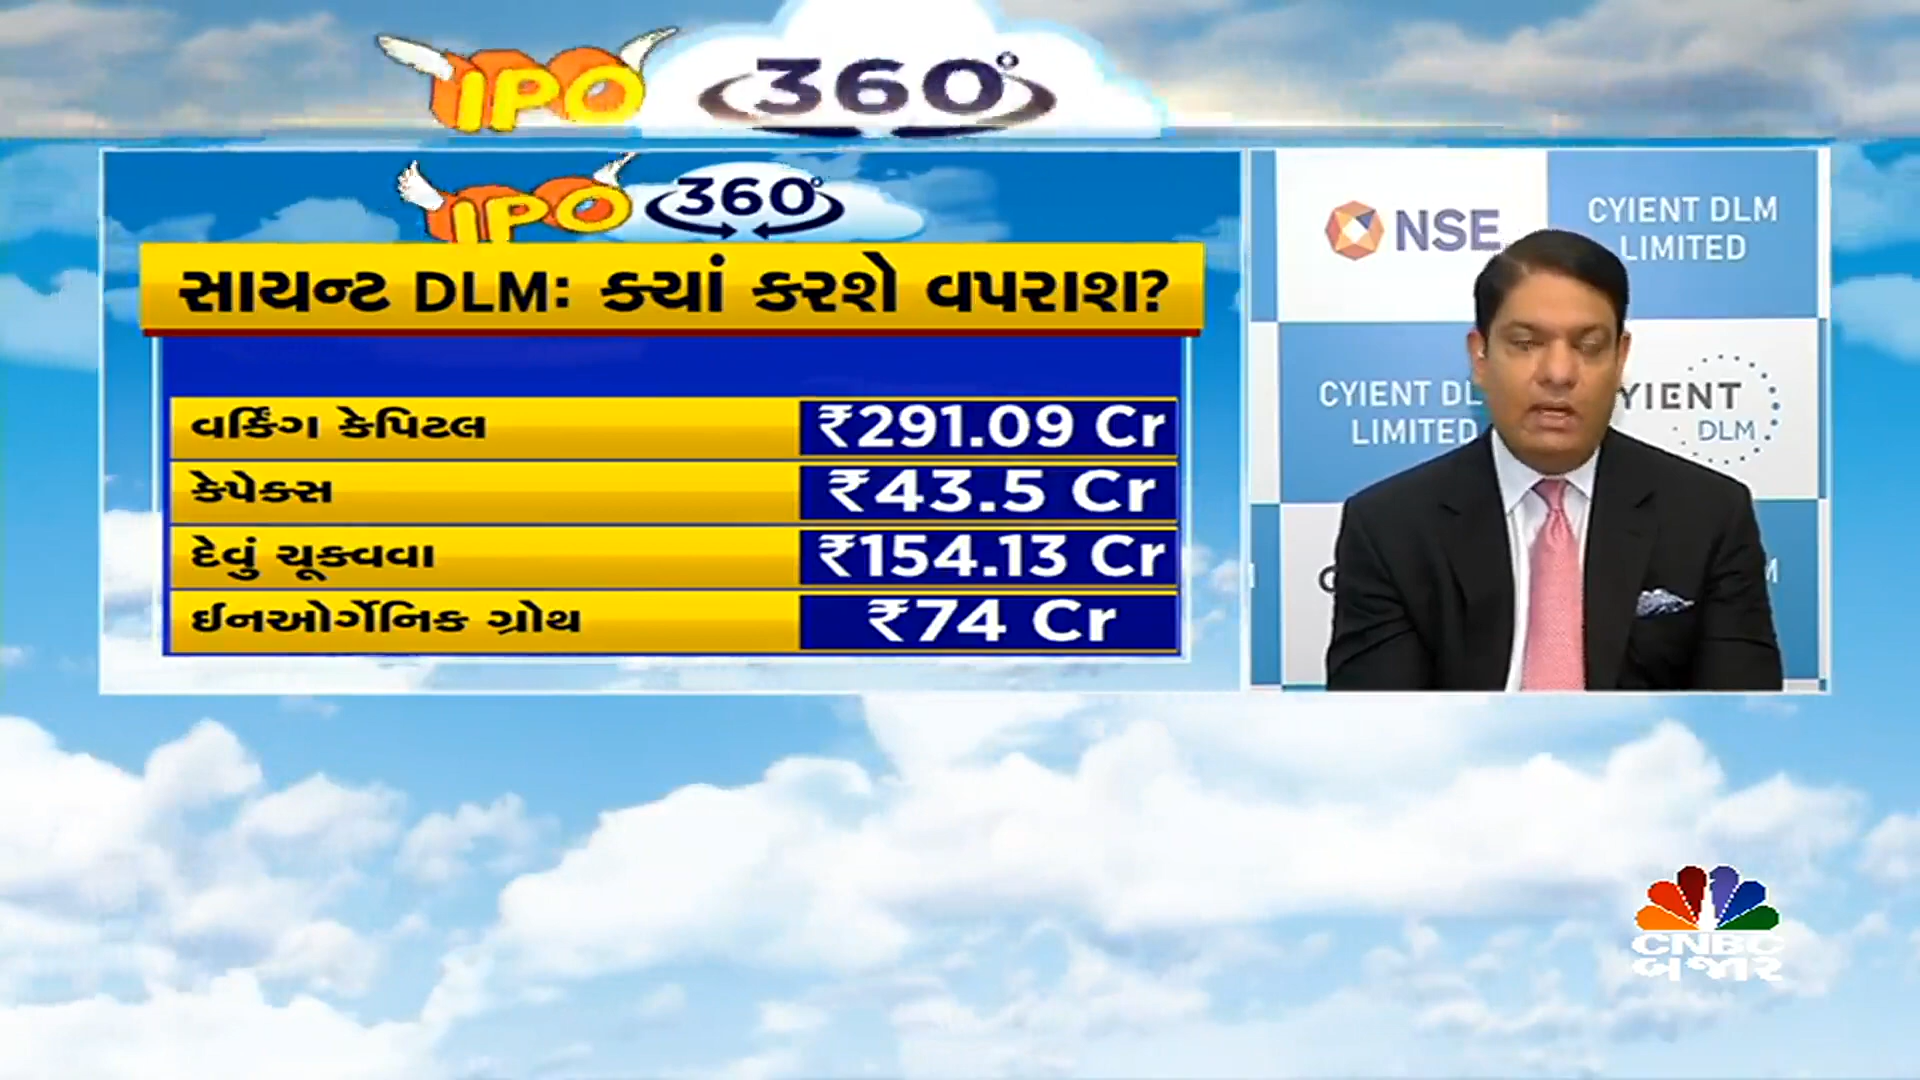 IPO 360°
IPO 360°
સાયન્ટ DLM: ક્યાં કરશે વપરાશ?
વર્કિંગ કેપિટલ ₹291.09 Cr
કેપેક્સ ₹43.5 Cr
દેવું ચૂકવવા ₹154.13 Cr
ઈનઓર્ગેનિક ગ્રોથ ₹74 Cr
NSE
CYIENT DLM
LIMITED
CYIENT DL
LIMITED
YIENT
DLM
CNBC
બજાર